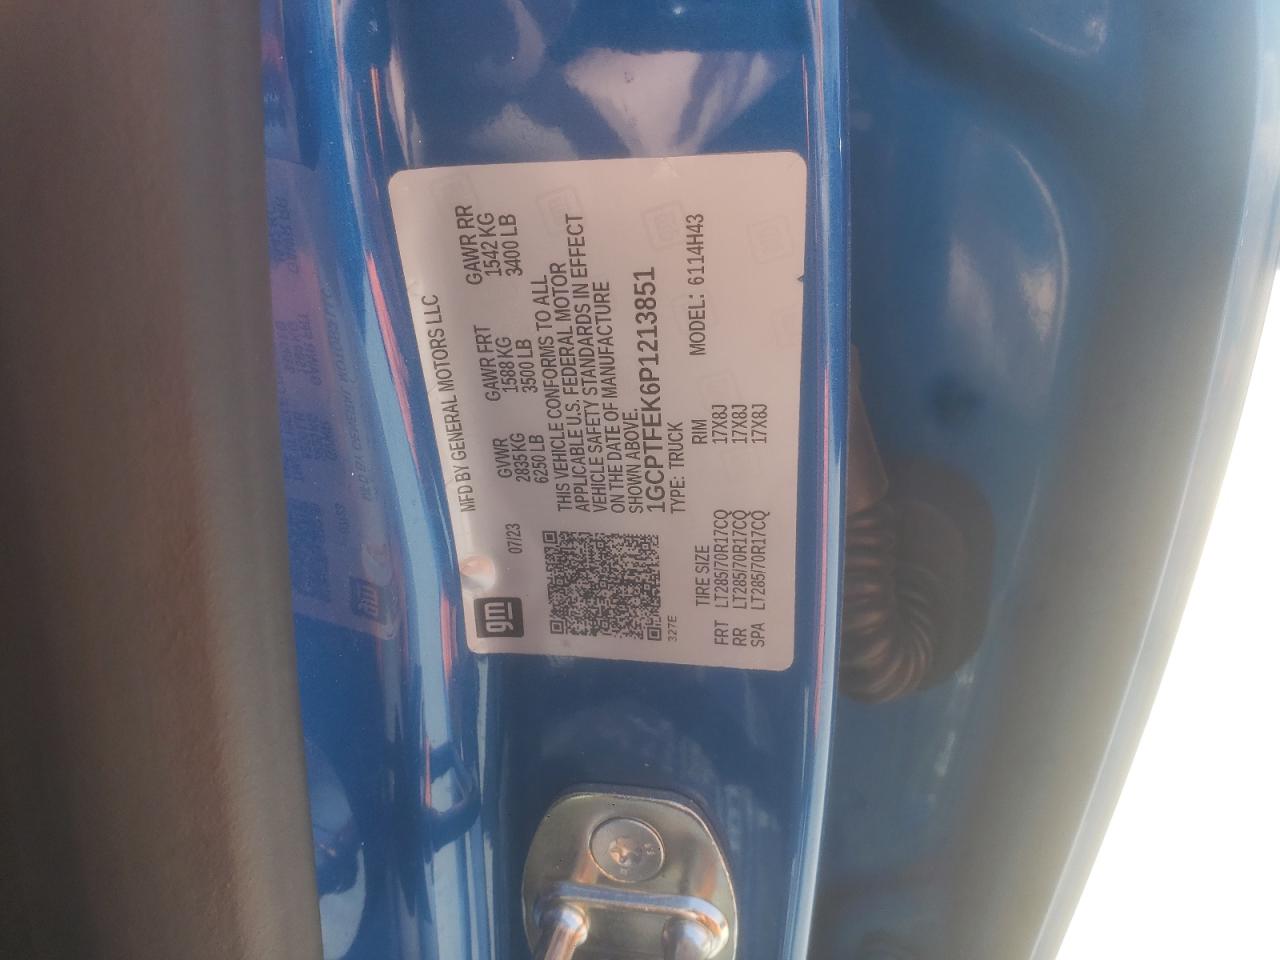 MFD BY GENERAL MOTORS LLC
gm
07/23
GVWR GAWR FRT GAWR RR
2835 KG 1588 KG 1542 KG
6250 LB 3500 LB 3400 LB
THIS VEHICLE CONFORMS TO ALL
APPLICABLE U.S. FEDERAL MOTOR
VEHICLE SAFETY STANDARDS IN EFFECT
ON THE DATE OF MANUFACTURE
SHOWN ABOVE.
1GCPTFEK6P1213851
327E
TYPE: TRUCK MODEL: 6114H43
TIRE SIZE RIM
FRT LT285/70R17CQ 17X8J
RR LT285/70R17CQ 17X8J
SPA LT285/70R17CQ 17X8J